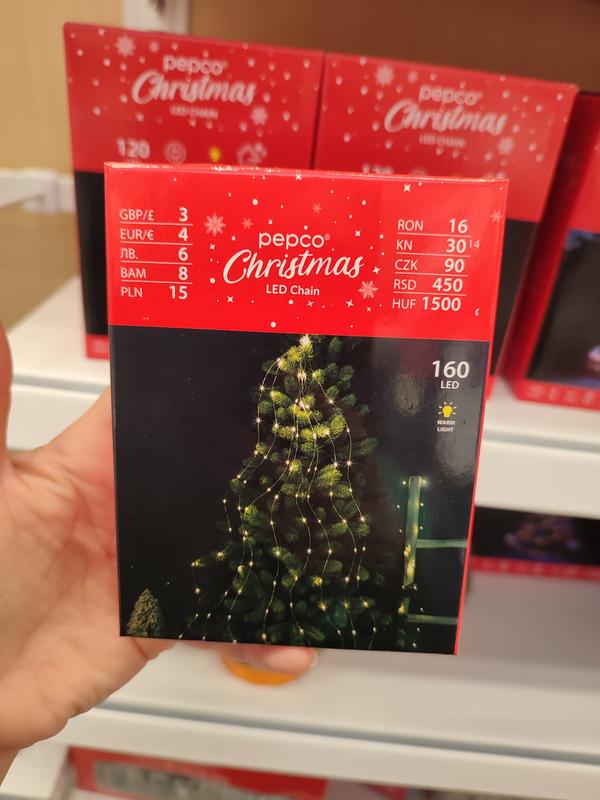 pepco®
Christmas
LED CHAIN
120
pepco®
Christmas
LED CHAIN
GBP/£ 3
EUR/€ 4
ЛВ. 6
BAM 8
PLN 15
pepco®
Christmas
LED Chain
RON 16
KN 30 14
CZK 90
RSD 450
HUF 1500
160
LED
WARM
LIGHT